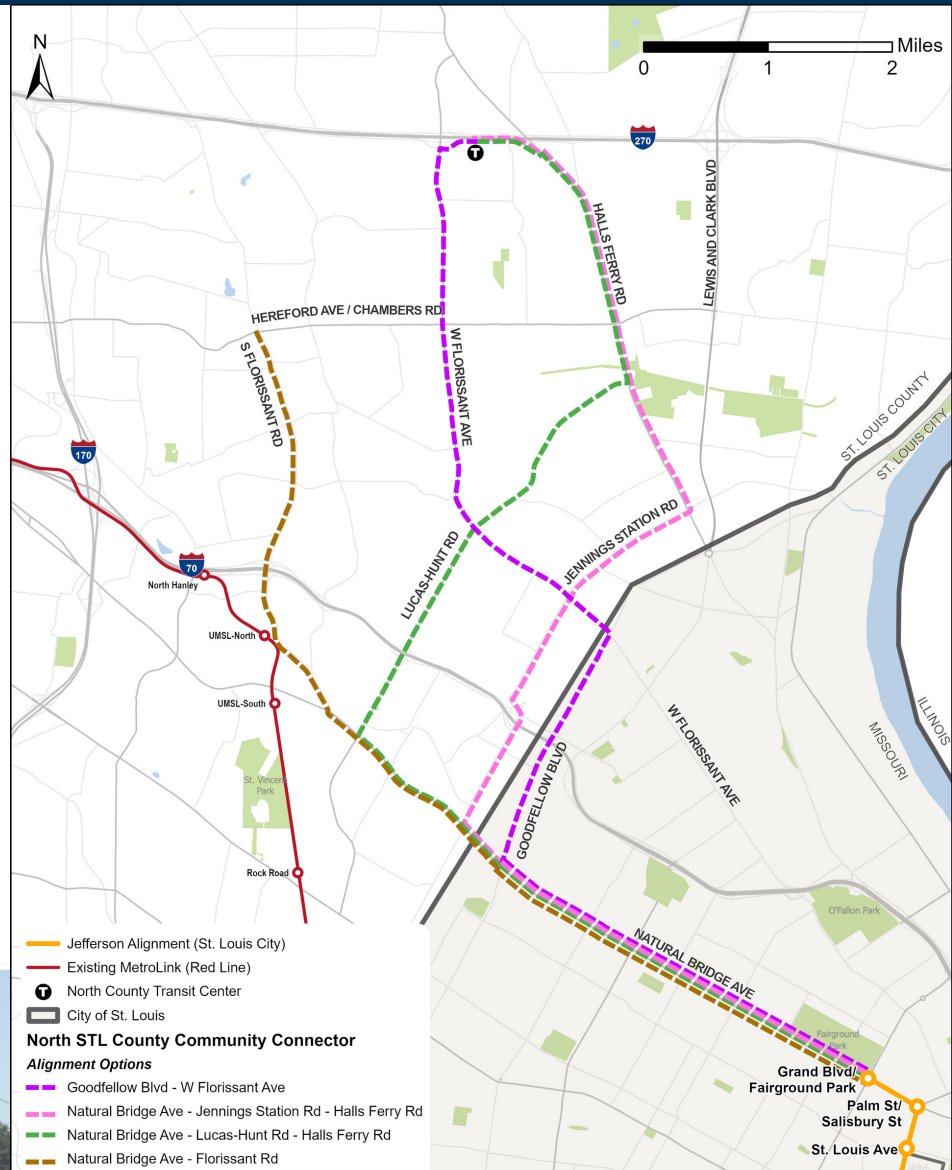 N
Miles
0 1 2
270
LEWIS AND CLARK BLVD
HALLS FERRY RD
HEREFORD AVE / CHAMBERS RD
S FLORISSANT RD
W FLORISSANT AVE
ST. LOUIS COUNTY
ST. LOUIS CITY
170
JENNINGS STATION RD
LUCAS-HUNT RD
70
North Hanley
UMSL-North
UMSL-South
W FLORISSANT AVE
ILLINOIS
MISSOURI
GOODFELLOW BLVD
St. Vincent
Park
Rock Road
O'Fallon Park
NATURAL BRIDGE AVE
Fairground
Park
Grand Blvd/
Fairground Park
Palm St/
Salisbury St
St. Louis Ave
Jefferson Alignment (St. Louis City)
Existing MetroLink (Red Line)
T North County Transit Center
City of St. Louis
North STL County Community Connector
Alignment Options
Goodfellow Blvd - W Florissant Ave
Natural Bridge Ave - Jennings Station Rd - Halls Ferry Rd
Natural Bridge Ave - Lucas-Hunt Rd - Halls Ferry Rd
Natural Bridge Ave - Florissant Rd